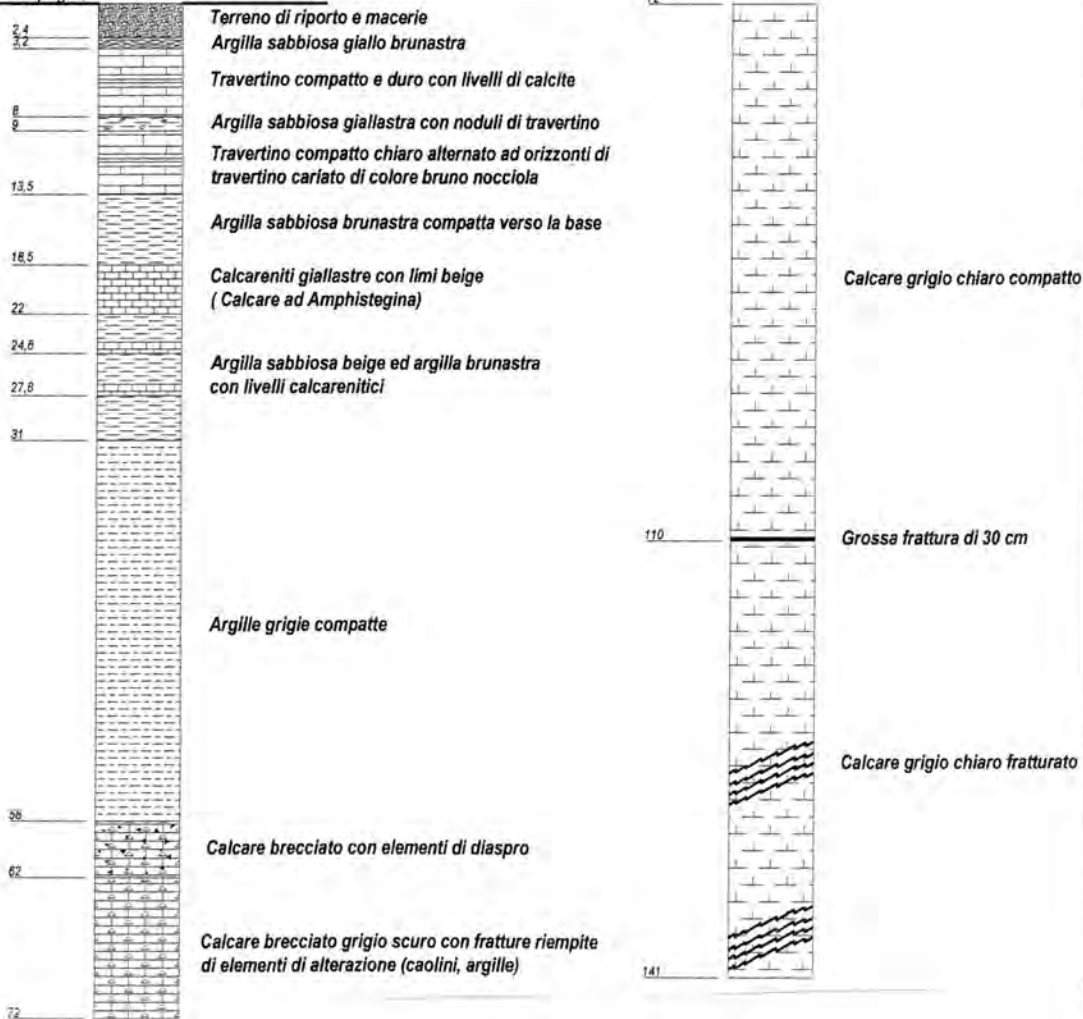 Terreno di riporto e macerie
2,4
3,2
Argilla sabbiosa giallo brunastra
Travertino compatto e duro con livelli di calcite
8
9
Argilla sabbiosa giallastra con noduli di travertino
Travertino compatto chiaro alternato ad orizzonti di
travertino cariato di colore bruno nocciola
13,5
Argilla sabbiosa brunastra compatta verso la base
18,5
Calcareniti giallastre con limi beige
( Calcare ad Amphistegina)
22
24,8
Argilla sabbiosa beige ed argilla brunastra
con livelli calcarenitici
27,8
31
Argille grigie compatte
58
Calcare brecciato con elementi di diaspro
62
Calcare brecciato grigio scuro con fratture riempite
di elementi di alterazione (caolini, argille)
72
72
Calcare grigio chiaro compatto
110
Grossa frattura di 30 cm
Calcare grigio chiaro fratturato
141